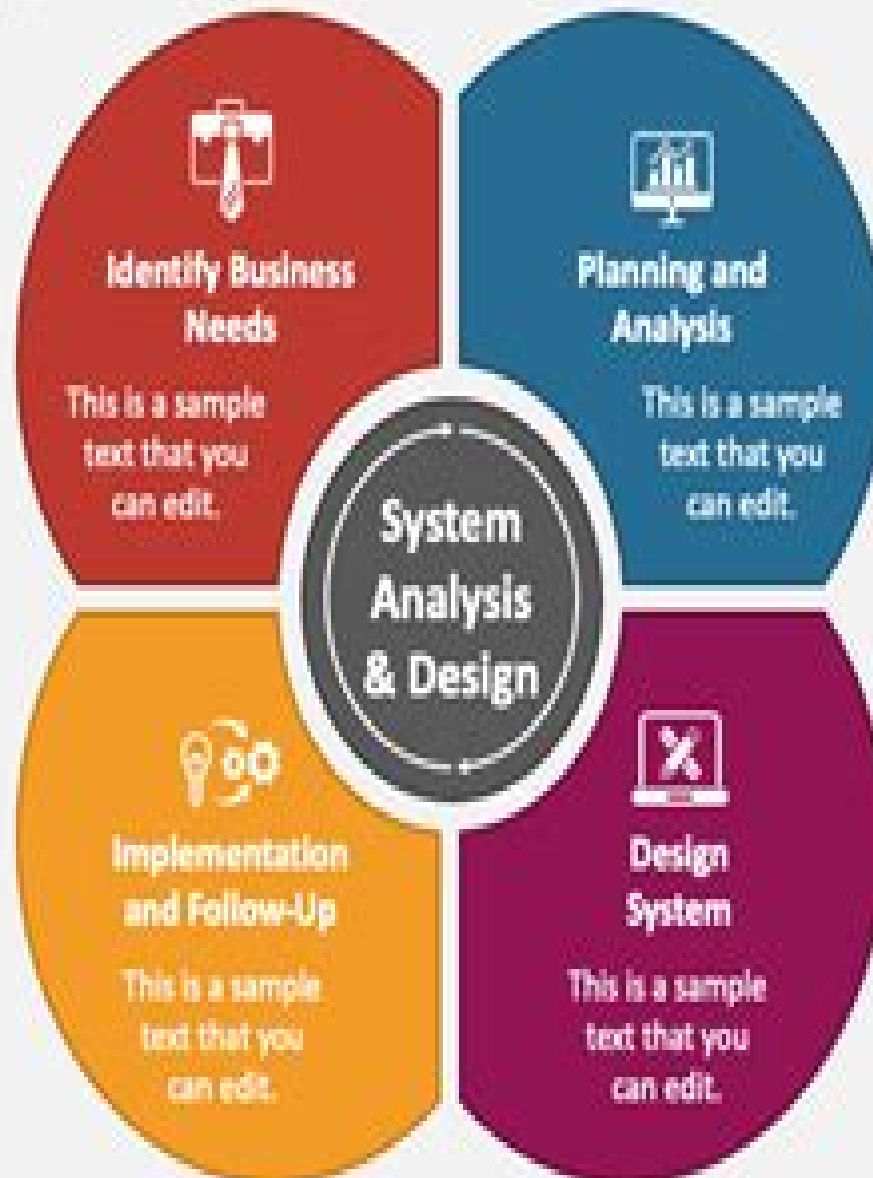 Identify Business
Needs
This is a sample
text that you
can edit.
Planning and
Analysis
This is a sample
text that you
can edit.
System
Analysis
& Design
Implementation
and Follow-Up
This is a sample
text that you
can edit.
Design
System
This is a sample
text that you
can edit.